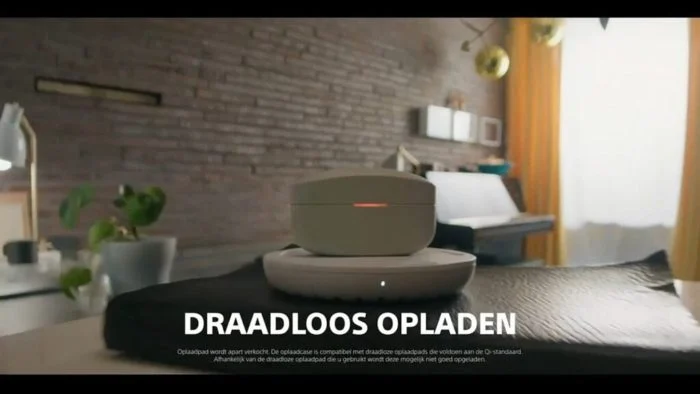 DRAADLOOS OPLADEN
Oplaadpad wordt apart verkocht. De oplaadcase is compatibel met draadloze oplaadpads die voldoen aan de Qi-standaard.
Afhankelijk van de draadloze oplaadpad die u gebruikt wordt deze mogelijk niet goed opgeladen.